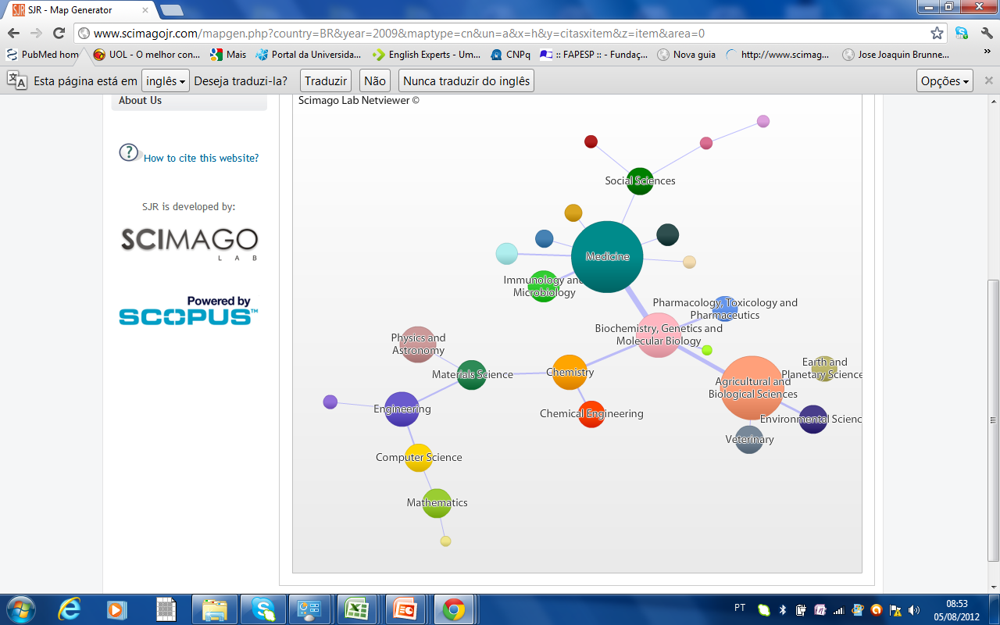 SJR - Map Generator
www.scimagojr.com/mapgen.php?country=BR&year=2009&maptype=cn&un=a&x=h&y=citasxitem&z=item&area=0
PubMed hom
UOL - O melhor con...
Mais
Portal da Universida...
English Experts - Um...
CNPq
:: FAPESP :: - Fundaç...
Nova guia
http://www.scimag...
Jose Joaquin Brunne...
»
Esta página está em
inglês
Deseja traduzi-la?
Traduzir
Não
Nunca traduzir do inglês
Opções
About Us
Scimago Lab Netviewer ©
How to cite this website?
SJR is developed by:
SCIMAGO
LAB
Powered by
SCOPUS™
Social Sciences
Medicine
Immunology and
Microbiology
Pharmacology, Toxicology and
Pharmaceutics
Biochemistry, Genetics and
Molecular Biology
Physics and
Astronomy
Materials Science
Chemistry
Earth and
Planetary Science
Agricultural and
Biological Sciences
Engineering
Chemical Engineering
Environmental Scienc
Veterinary
Computer Science
Mathematics
PT
08:53
05/08/2012